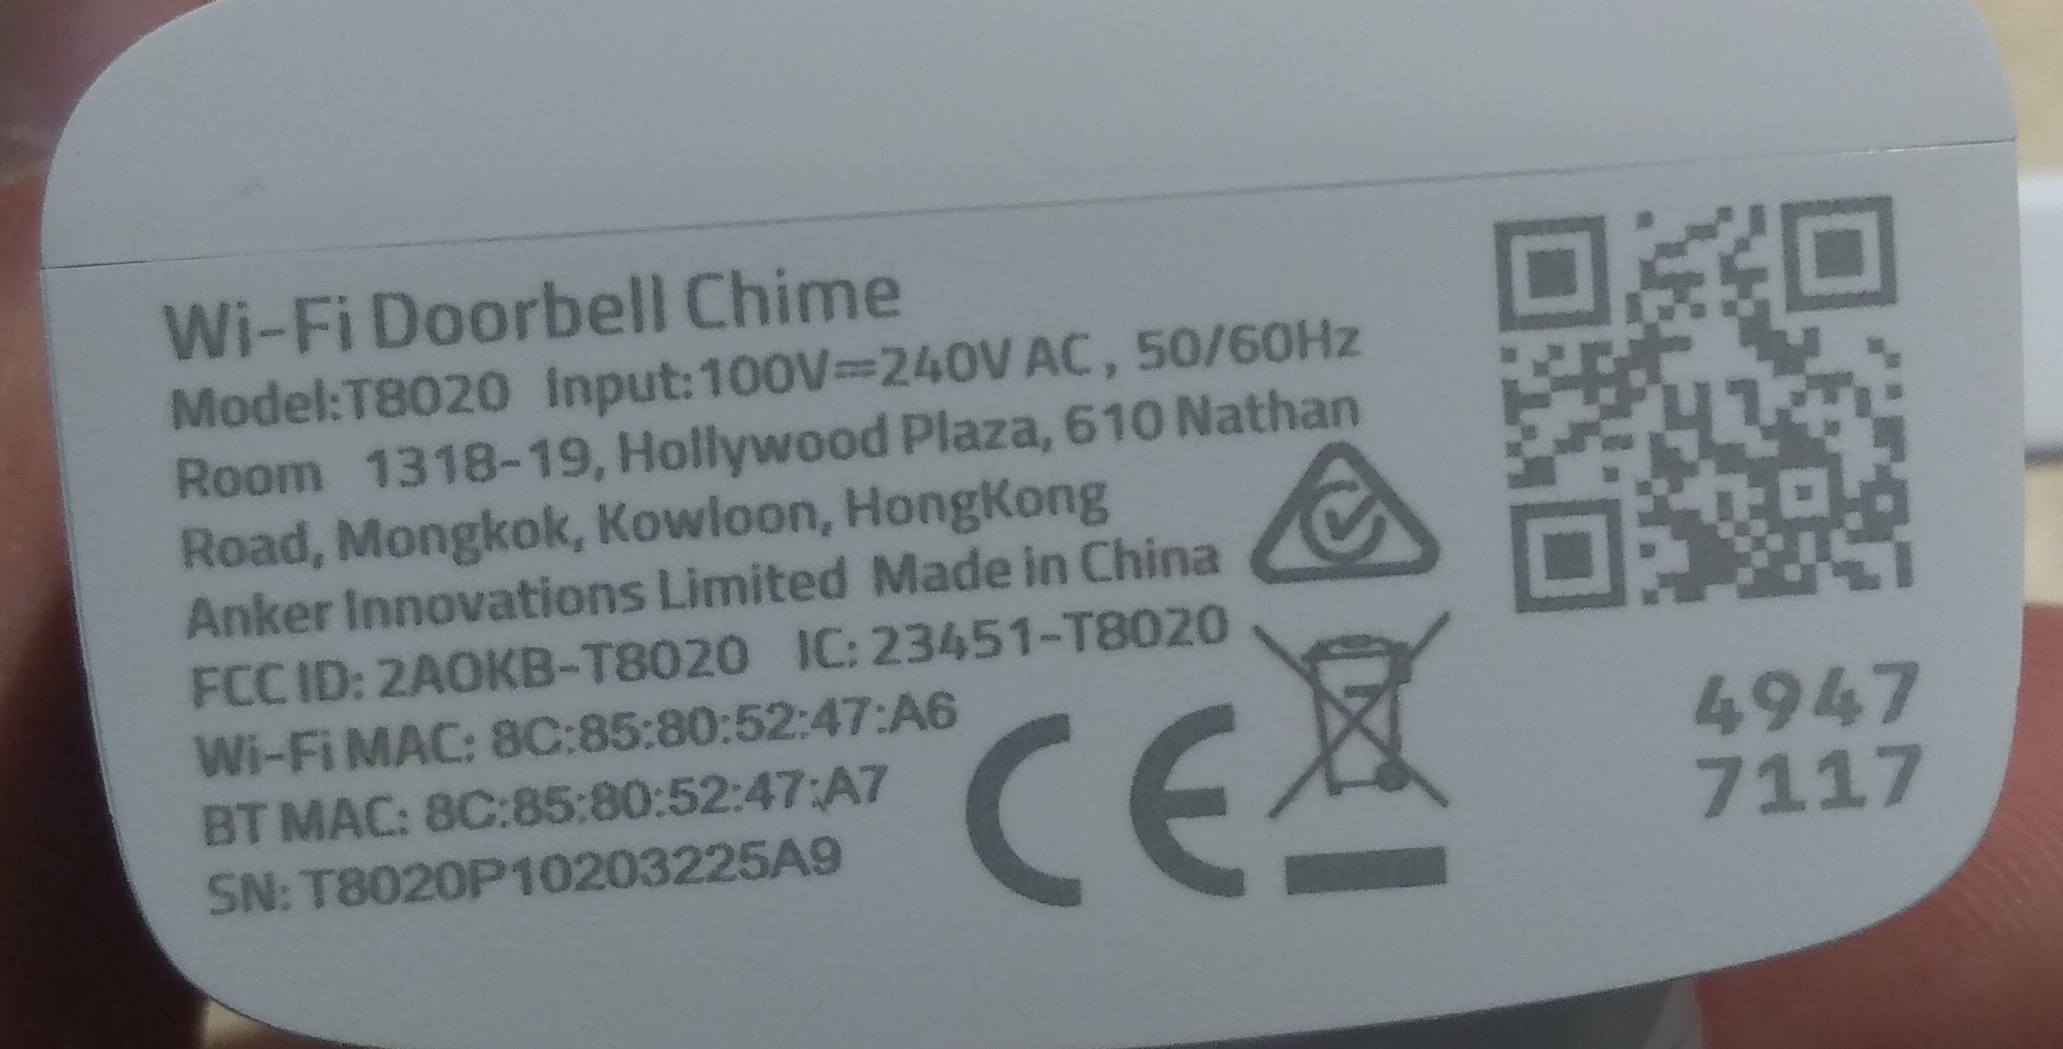 Wi-Fi Doorbell Chime
Model:T8020 Input:100V=240V AC, 50/60Hz
Room 1318-19, Hollywood Plaza, 610 Nathan
Road, Mongkok, Kowloon, HongKong
Anker Innovations Limited Made in China
FCC ID: 2AOKB-T8020 IC: 23451-T8020
Wi-Fi MAC: 8C:85:80:52:47:A6
BT MAC: 8C:85:80:52:47:A7
SN: T8020P10203225A9
CE
4947
7117